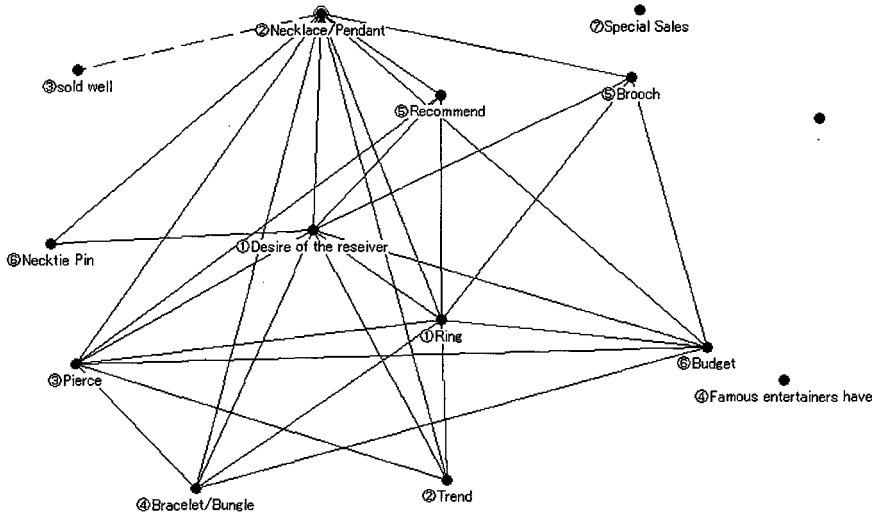 ⑦Special Sales
②Necklace/Pendant
③sold well
⑤Brooch
⑤Recommend
①Desire of the reseiver
⑥Necktie Pin
①Ring
⑥Budget
③Pierce
④Famous entertainers have
②Trend
④Bracelet/Bungle